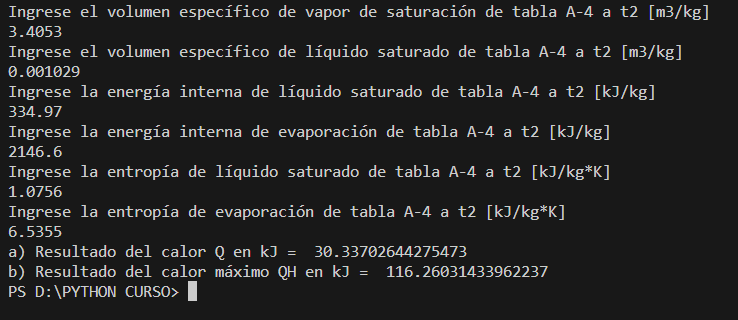 Ingrese el volumen específico de vapor de saturación de tabla A-4 a t2 [m3/kg]
3.4053
Ingrese el volumen específico de líquido saturado de tabla A-4 a t2 [m3/kg]
0.001029
Ingrese la energía interna de líquido saturado de tabla A-4 a t2 [kJ/kg]
334.97
Ingrese la energía interna de evaporación de tabla A-4 a t2 [kJ/kg]
2146.6
Ingrese la entropía de líquido saturado de tabla A-4 a t2 [kJ/kg*K]
1.0756
Ingrese la entropía de evaporación de tabla A-4 a t2 [kJ/kg*K]
6.5355
a) Resultado del calor Q en kJ =  30.33702644275473
b) Resultado del calor máximo QH en kJ =  116.26031433962237
PS D:\PYTHON CURSO>